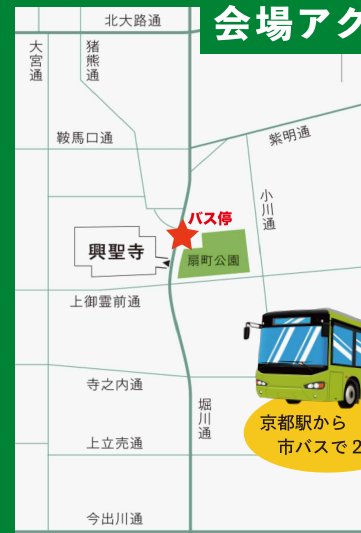 会場アク
北大路通
大宮通
猪熊通
鞍馬口通
紫明通
小川通
バス停
興聖寺
扇町公園
上御霊前通
寺之内通
堀川通
京都駅から
市バスで2
上立売通
今出川通